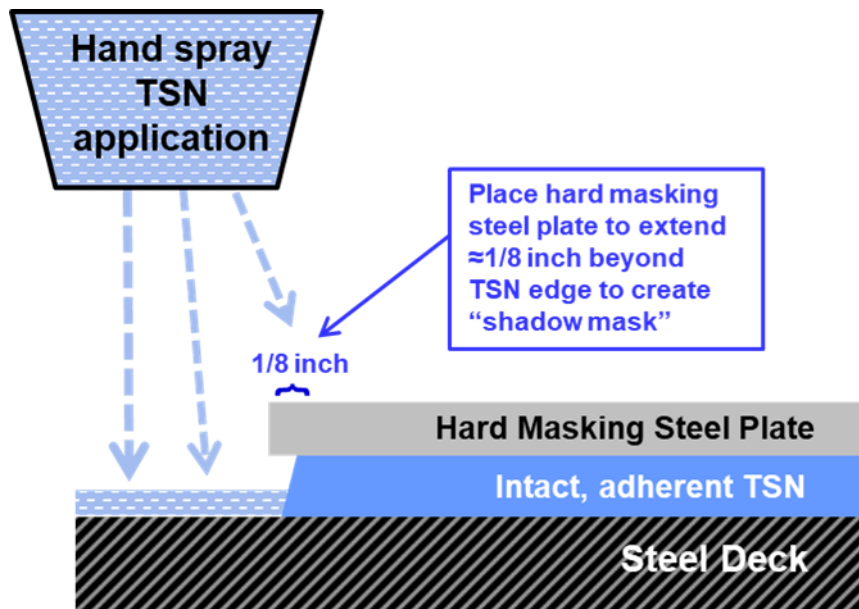 Hand spray
TSN
application
Place hard masking
steel plate to extend
≈1/8 inch beyond
TSN edge to create
“shadow mask”
1/8 inch
Hard Masking Steel Plate
Intact, adherent TSN
Steel Deck